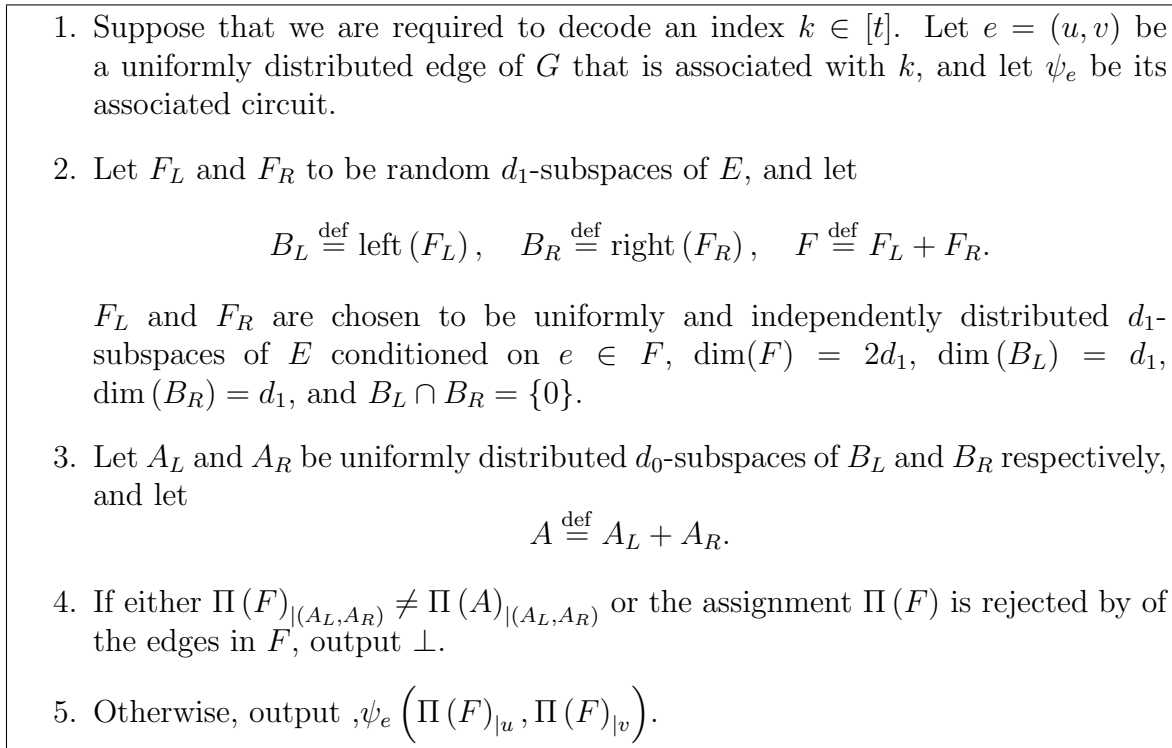 1. Suppose that we are required to decode an index k ∈ [t]. Let e = (u, v) be
a uniformly distributed edge of G that is associated with k, and let ψ_e be its
associated circuit.
2. Let F_L and F_R to be random d_1-subspaces of E, and let
B_L ≝ left (F_L) , B_R ≝ right (F_R) , F ≝ F_L + F_R.
F_L and F_R are chosen to be uniformly and independently distributed d_1-
subspaces of E conditioned on e ∈ F, dim(F) = 2d_1, dim (B_L) = d_1,
dim (B_R) = d_1, and B_L ∩ B_R = {0}.
3. Let A_L and A_R be uniformly distributed d_0-subspaces of B_L and B_R respectively,
and let
A ≝ A_L + A_R.
4. If either Π (F)_{|(A_L,A_R)} ≠ Π (A)_{|(A_L,A_R)} or the assignment Π (F) is rejected by of
the edges in F, output ⊥.
5. Otherwise, output ,ψ_e (Π (F)_{|u} , Π (F)_{|v}).